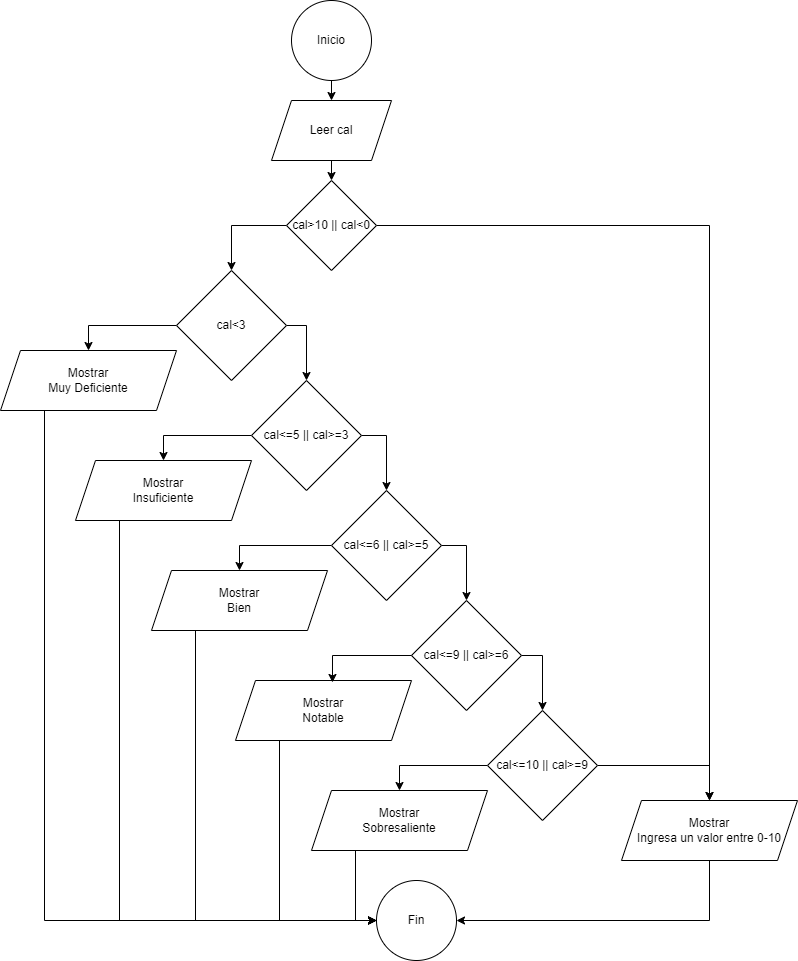 Inicio
Leer cal
cal>10 || cal<0
cal<3
Mostrar
Muy Deficiente
cal<=5 || cal>=3
Mostrar
Insuficiente
cal<=6 || cal>=5
Mostrar
Bien
cal<=9 || cal>=6
Mostrar
Notable
cal<=10 || cal>=9
Mostrar
Sobresaliente
Mostrar
Ingresa un valor entre 0-10
Fin